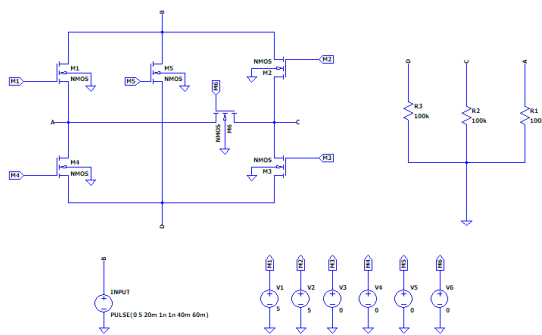 B
M1
M1
NMOS
M5
M5
NMOS
NMOS
M2
M2
M6
NMOS
M6
A
C
M4
M4
NMOS
NMOS
M3
M3
D
D
C
A
R3
100k
R2
100k
R1
100
B
INPUT
PULSE(0 5 20m 1n 1n 40m 60m)
M1
M2
M3
M4
M5
M6
V1
5
V2
5
V3
0
V4
0
V5
0
V6
0